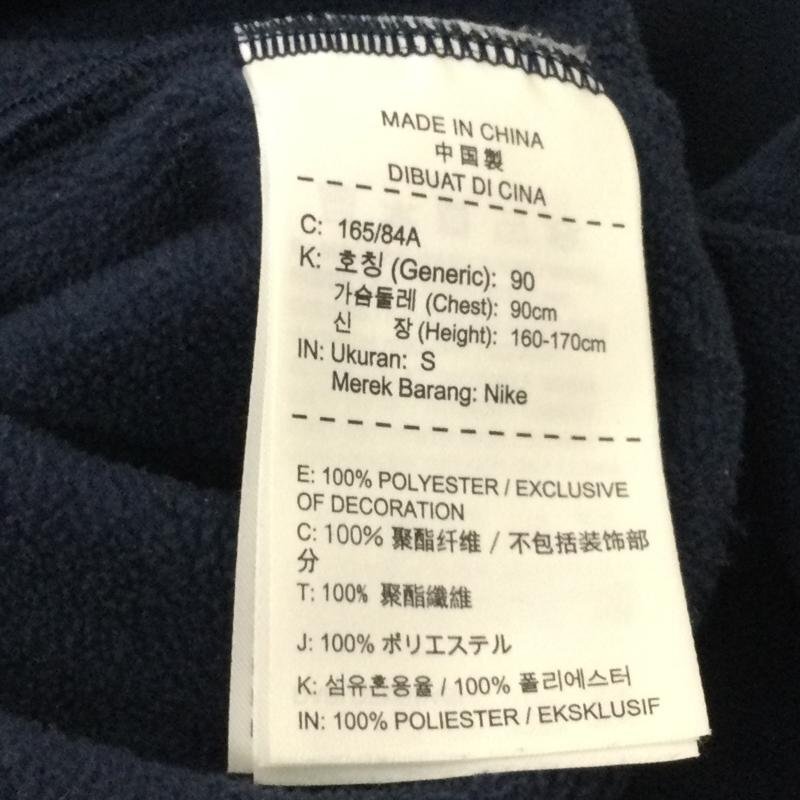 MADE IN CHINA
中国製
DIBUAT DI CINA
C: 165/84A
K: 호칭 (Generic): 90
가슴둘레 (Chest): 90cm
신 장 (Height): 160-170cm
IN: Ukuran: S
Merek Barang: Nike
E: 100% POLYESTER / EXCLUSIVE
OF DECORATION
C: 100% 聚酯纤维 / 不包括装饰部
分
T: 100% 聚酯纖維
J: 100% ポリエステル
K: 섬유혼용율 / 100% 폴리에스터
IN: 100% POLIESTER / EKSKLUSIF